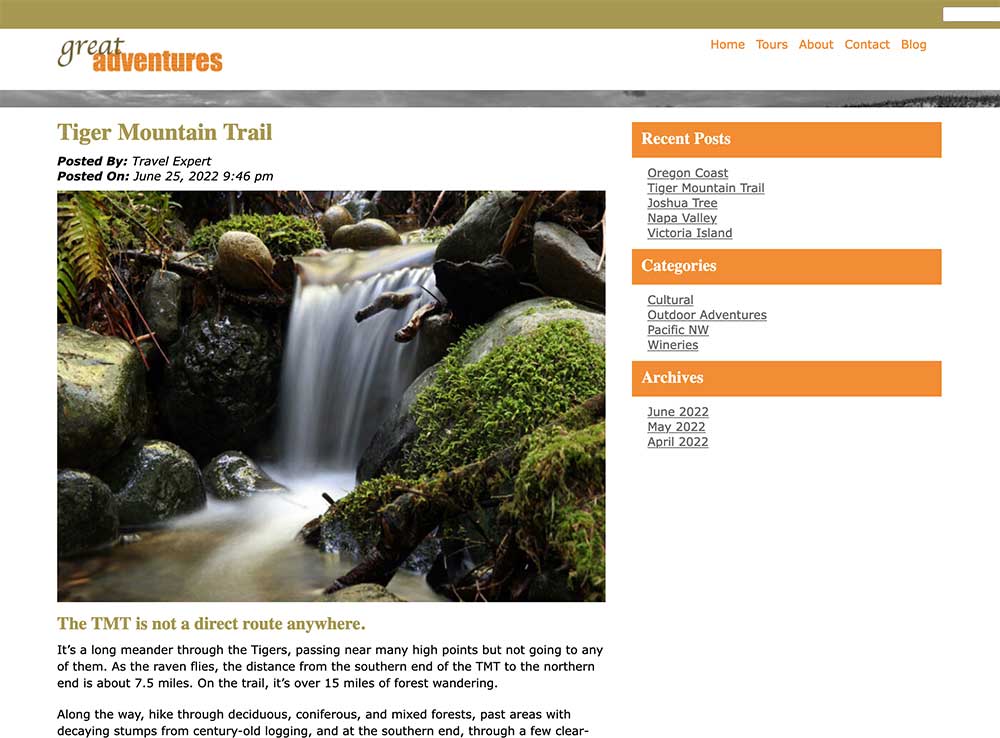 great
adventures
Home Tours About Contact Blog
Tiger Mountain Trail
Posted By: Travel Expert
Posted On: June 25, 2022 9:46 pm
The TMT is not a direct route anywhere.
It’s a long meander through the Tigers, passing near many high points but not going to any
of them. As the raven flies, the distance from the southern end of the TMT to the northern
end is about 7.5 miles. On the trail, it’s over 15 miles of forest wandering.
Along the way, hike through deciduous, coniferous, and mixed forests, past areas with
decaying stumps from century-old logging, and at the southern end, through a few clear-
Recent Posts
Oregon Coast
Tiger Mountain Trail
Joshua Tree
Napa Valley
Victoria Island
Categories
Cultural
Outdoor Adventures
Pacific NW
Wineries
Archives
June 2022
May 2022
April 2022